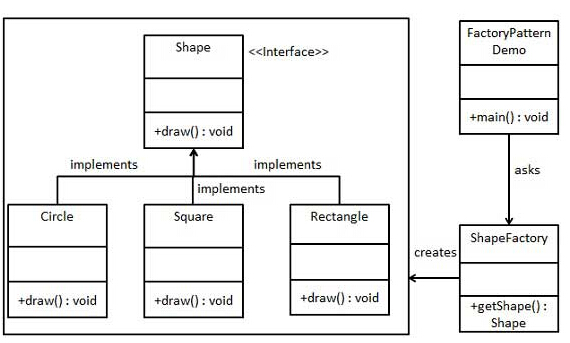 Shape
<<Interface>>
+draw() : void
implements
implements
implements
Circle
+draw() : void
Square
+draw() : void
Rectangle
+draw() : void
FactoryPattern
Demo
+main() : void
asks
ShapeFactory
+getShape() :
Shape
creates